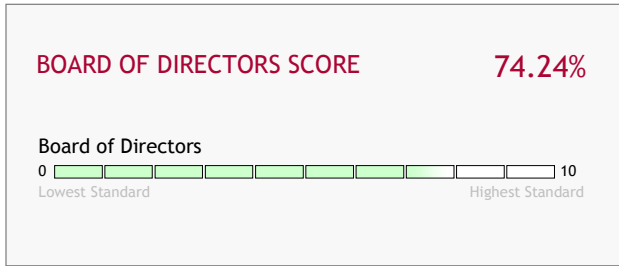 BOARD OF DIRECTORS SCORE 74.24%
Board of Directors
0 10
Lowest Standard Highest Standard